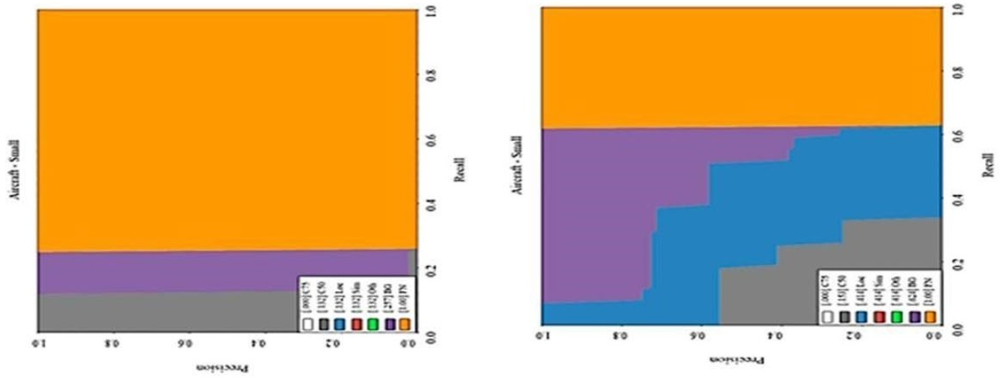 Aircraft - Small
Precision
1.0
0.8
0.6
0.4
0.2
0.0
Recall
0.0
0.2
0.4
0.6
0.8
1.0
[.000] C75
[.132] C50
[.132] Loc
[.132] Sim
[.132] Oth
[.257] BG
[1.00] FN
Aircraft - Small
Precision
1.0
0.8
0.6
0.4
0.2
0.0
Recall
0.0
0.2
0.4
0.6
0.8
1.0
[.000] C75
[.153] C50
[.414] Loc
[.414] Sim
[.414] Oth
[.624] BG
[1.00] FN